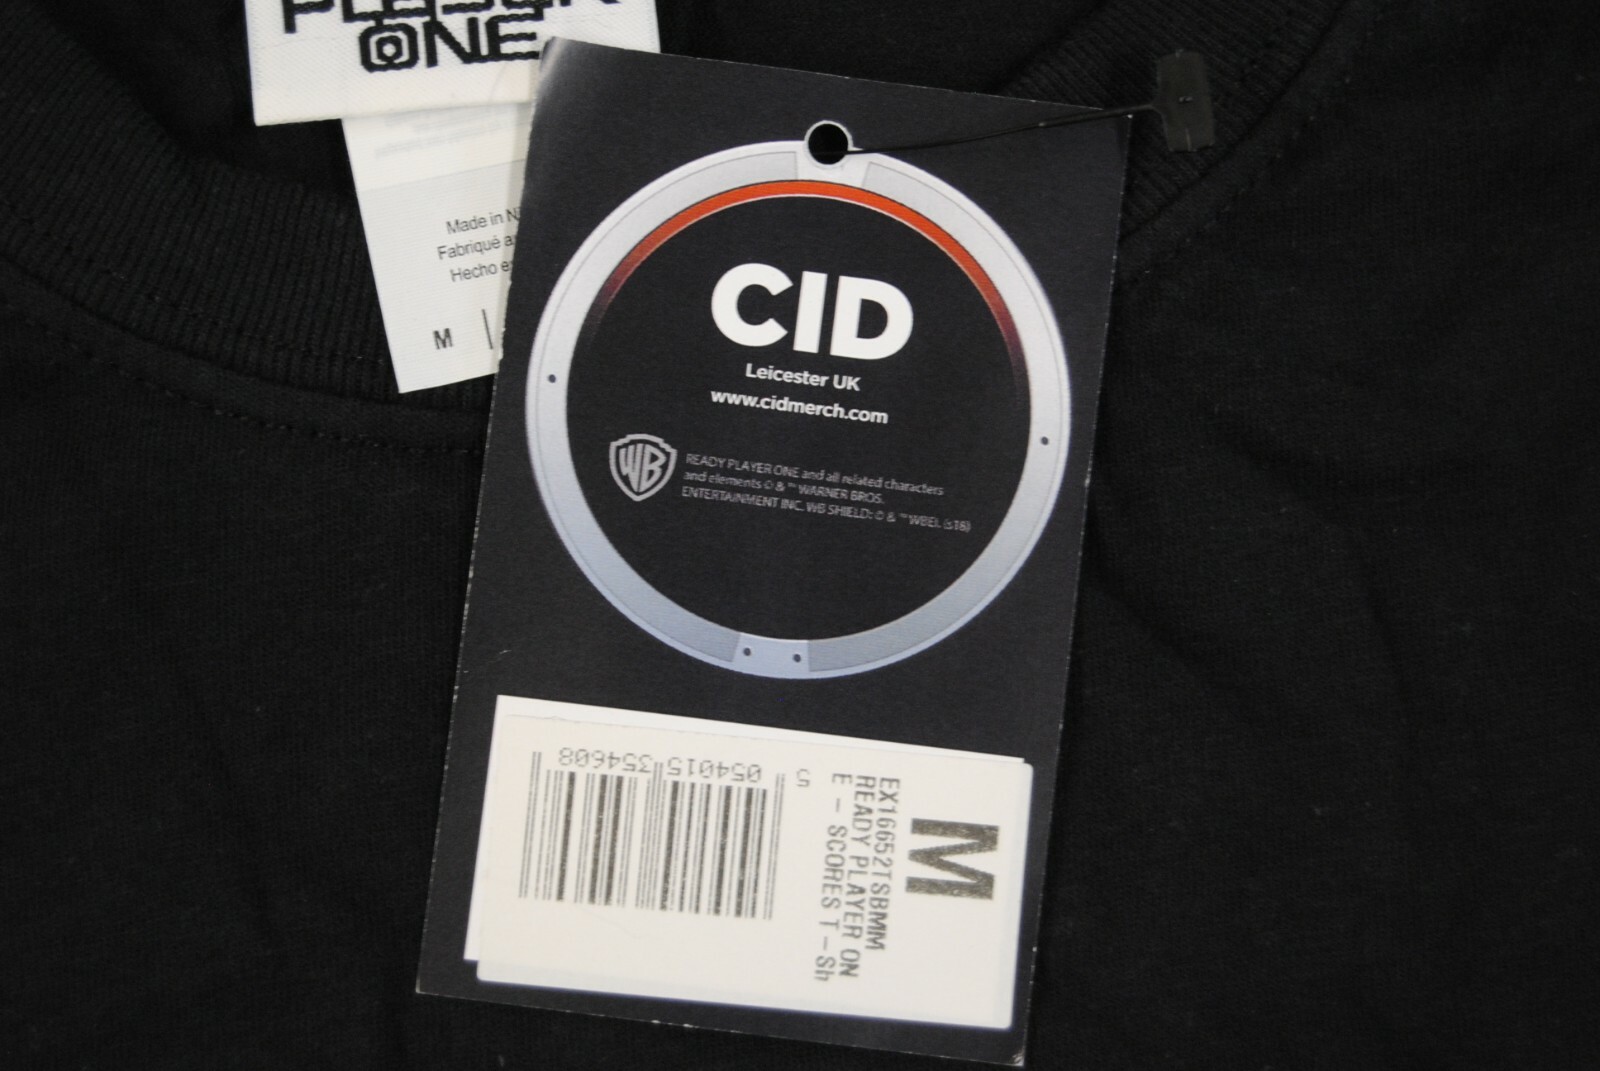 PLAYER
ONE
Made in
Fabriqué
Hecho
M
CID
Leicester UK
www.cidmerch.com
WB
READY PLAYER ONE and all related characters
and elements © & ™ WARNER BROS.
ENTERTAINMENT INC. WB SHIELD: © & ™ WBEI. (s18)
M
EX16652TSBMM
READY PLAYER ON
E - SCORES T-Sh
5 054015 354608